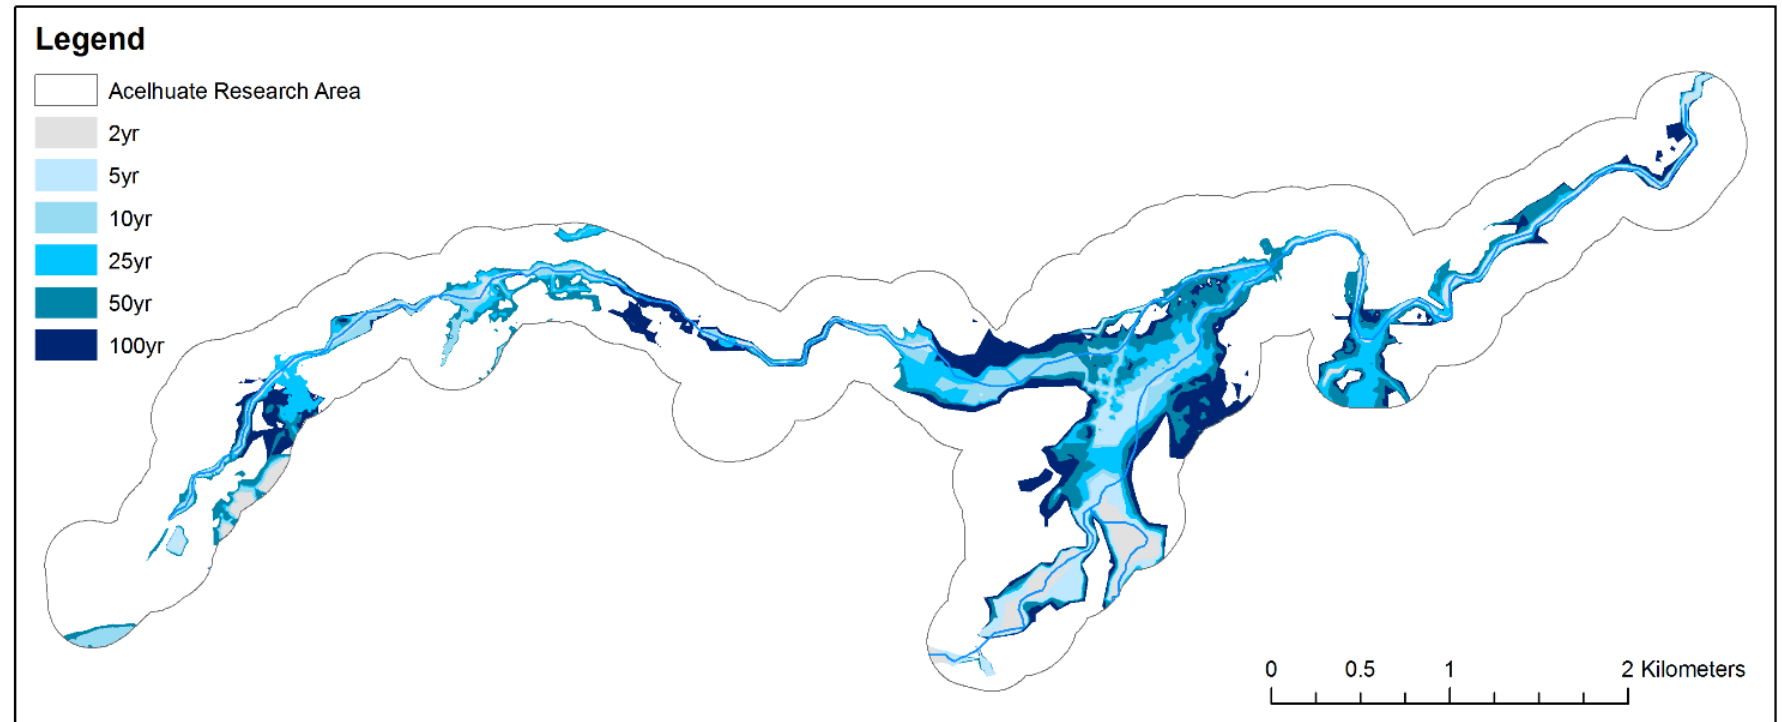 Legend
Acelhuate Research Area
2yr
5yr
10yr
25yr
50yr
100yr
0 0.5 1 2 Kilometers